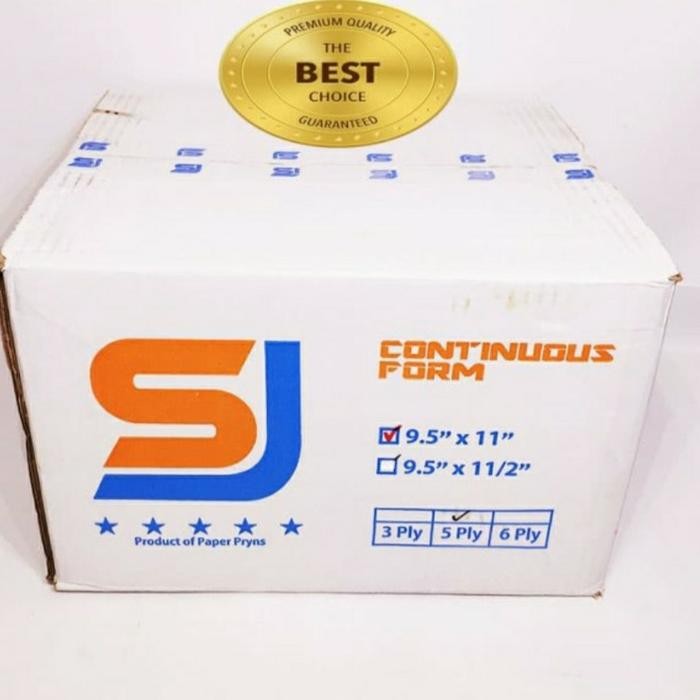 PREMIUM QUALITY
THE
BEST
CHOICE
GUARANTEED
SJ
CONTINUOUS
FORM
9.5” x 11”
9.5” x 11/2”
3 Ply 5 Ply 6 Ply
Product of Paper Pryns